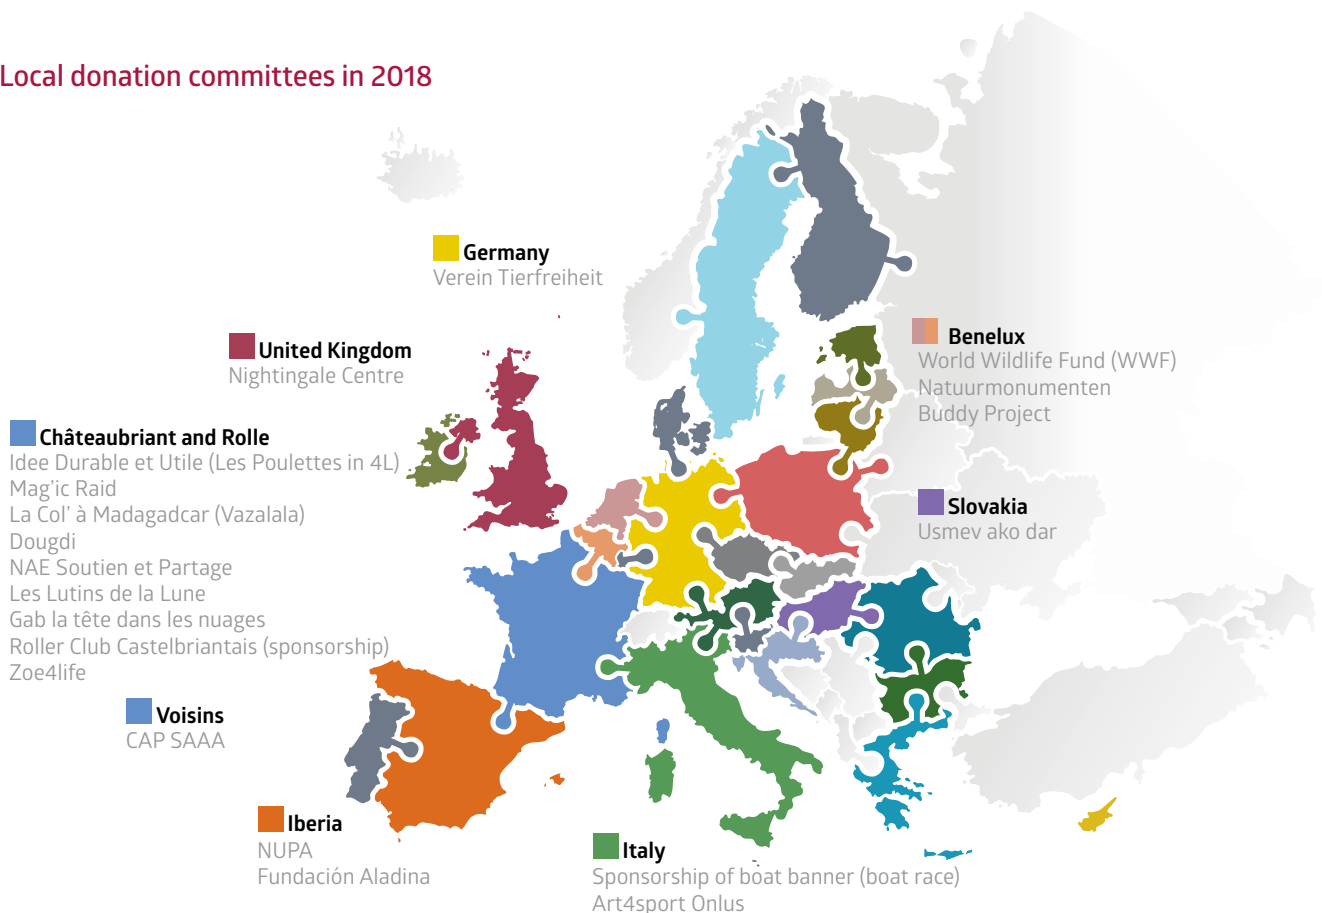 Local donation committees in 2018
Germany
Verein Tierfreiheit
United Kingdom
Nightingale Centre
Benelux
World Wildlife Fund (WWF)
Natuurmonumenten
Buddy Project
Châteaubriant and Rolle
Idee Durable et Utile (Les Poulettes in 4L)
Mag'ic Raid
La Col' à Madagadcar (Vazalala)
Dougdi
NAE Soutien et Partage
Les Lutins de la Lune
Gab la tête dans les nuages
Roller Club Castelbriantais (sponsorship)
Zoe4life
Slovakia
Usmev ako dar
Voisins
CAP SAAA
Iberia
NUPA
Fundación Aladina
Italy
Sponsorship of boat banner (boat race)
Art4sport Onlus